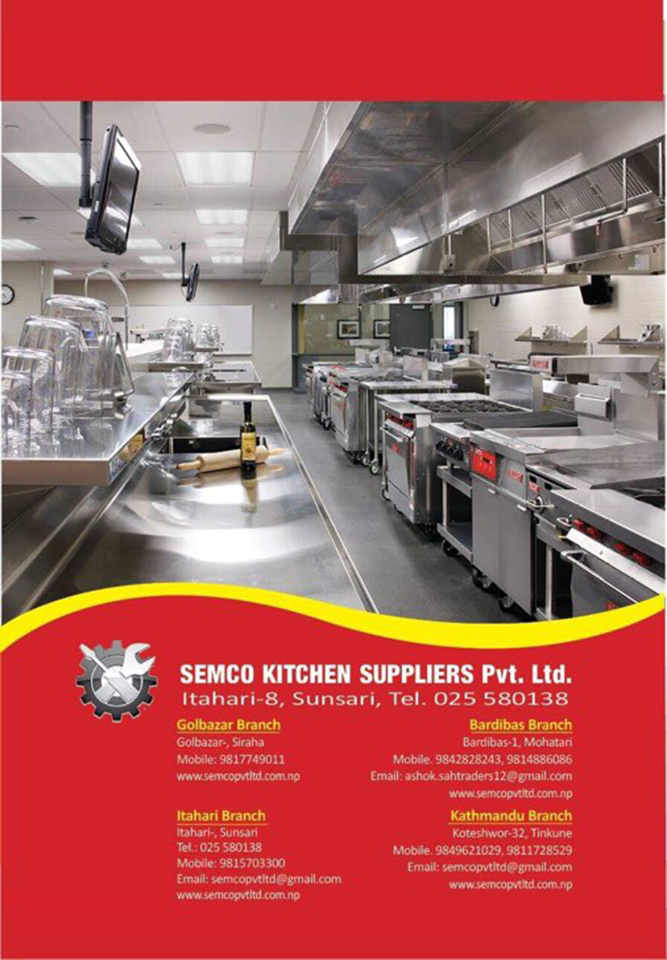 SEMCO KITCHEN SUPPLIERS Pvt. Ltd.
Itahari-8, Sunsari, Tel. 025 580138
Golbazar Branch
Golbazar-, Siraha
Mobile: 9817749011
www.semcopvtltd.com.np
Bardibas Branch
Bardibas-1, Mohatari
Mobile. 9842828243, 9814886086
Email: ashok.sahtraders12@gmail.com
www.semcopvtltd.com.np
Itahari Branch
Itahari-, Sunsari
Tel.: 025 580138
Mobile: 9815703300
Email: semcopvtltd@gmail.com
www.semcopvtltd.com.np
Kathmandu Branch
Koteshwor-32, Tinkune
Mobile. 9849621029, 9811728529
Email: semcopvtltd@gmail.com
www.semcopvtltd.com.np